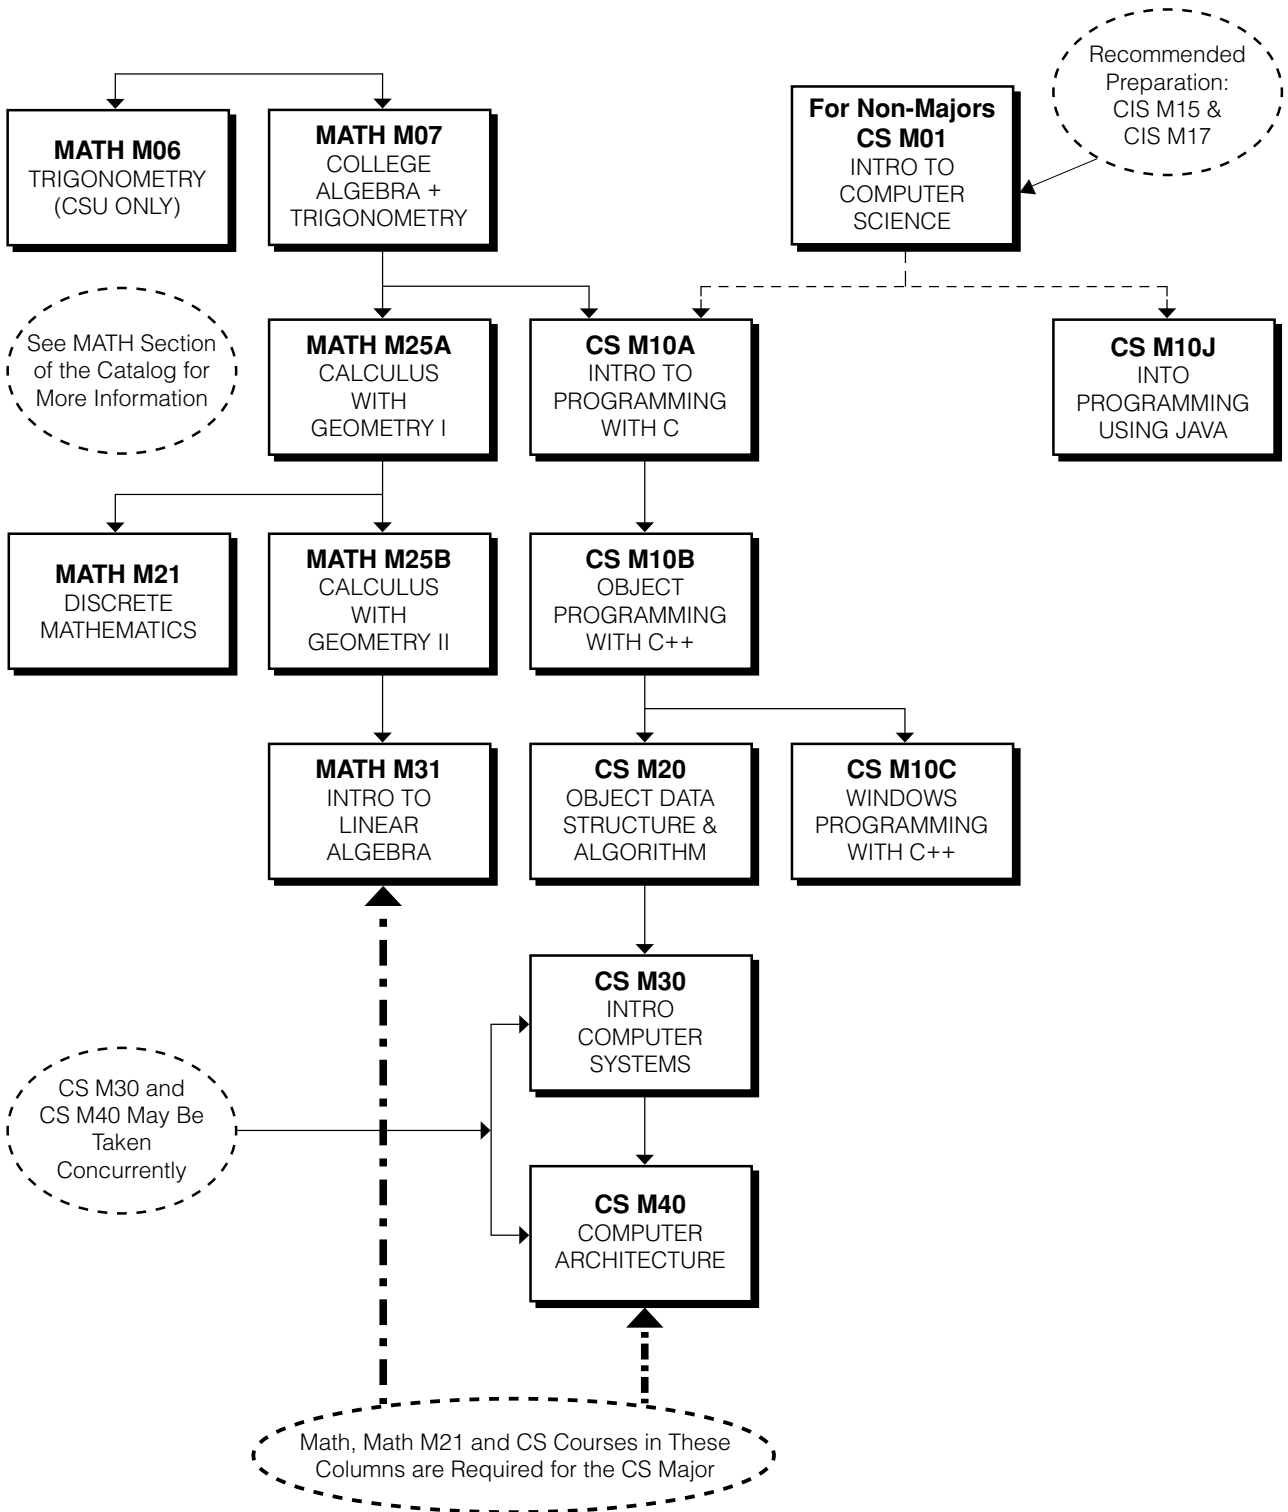 Recommended
Preparation:
CIS M15 &
CIS M17
MATH M06
TRIGONOMETRY
(CSU ONLY)
MATH M07
COLLEGE
ALGEBRA +
TRIGONOMETRY
For Non-Majors
CS M01
INTRO TO
COMPUTER
SCIENCE
See MATH Section
of the Catalog for
More Information
MATH M25A
CALCULUS
WITH
GEOMETRY I
CS M10A
INTRO TO
PROGRAMMING
WITH C
CS M10J
INTO
PROGRAMMING
USING JAVA
MATH M21
DISCRETE
MATHEMATICS
MATH M25B
CALCULUS
WITH
GEOMETRY II
CS M10B
OBJECT
PROGRAMMING
WITH C++
MATH M31
INTRO TO
LINEAR
ALGEBRA
CS M20
OBJECT DATA
STRUCTURE &
ALGORITHM
CS M10C
WINDOWS
PROGRAMMING
WITH C++
CS M30
INTRO
COMPUTER
SYSTEMS
CS M30 and
CS M40 May Be
Taken
Concurrently
CS M40
COMPUTER
ARCHITECTURE
Math, Math M21 and CS Courses in These
Columns are Required for the CS Major